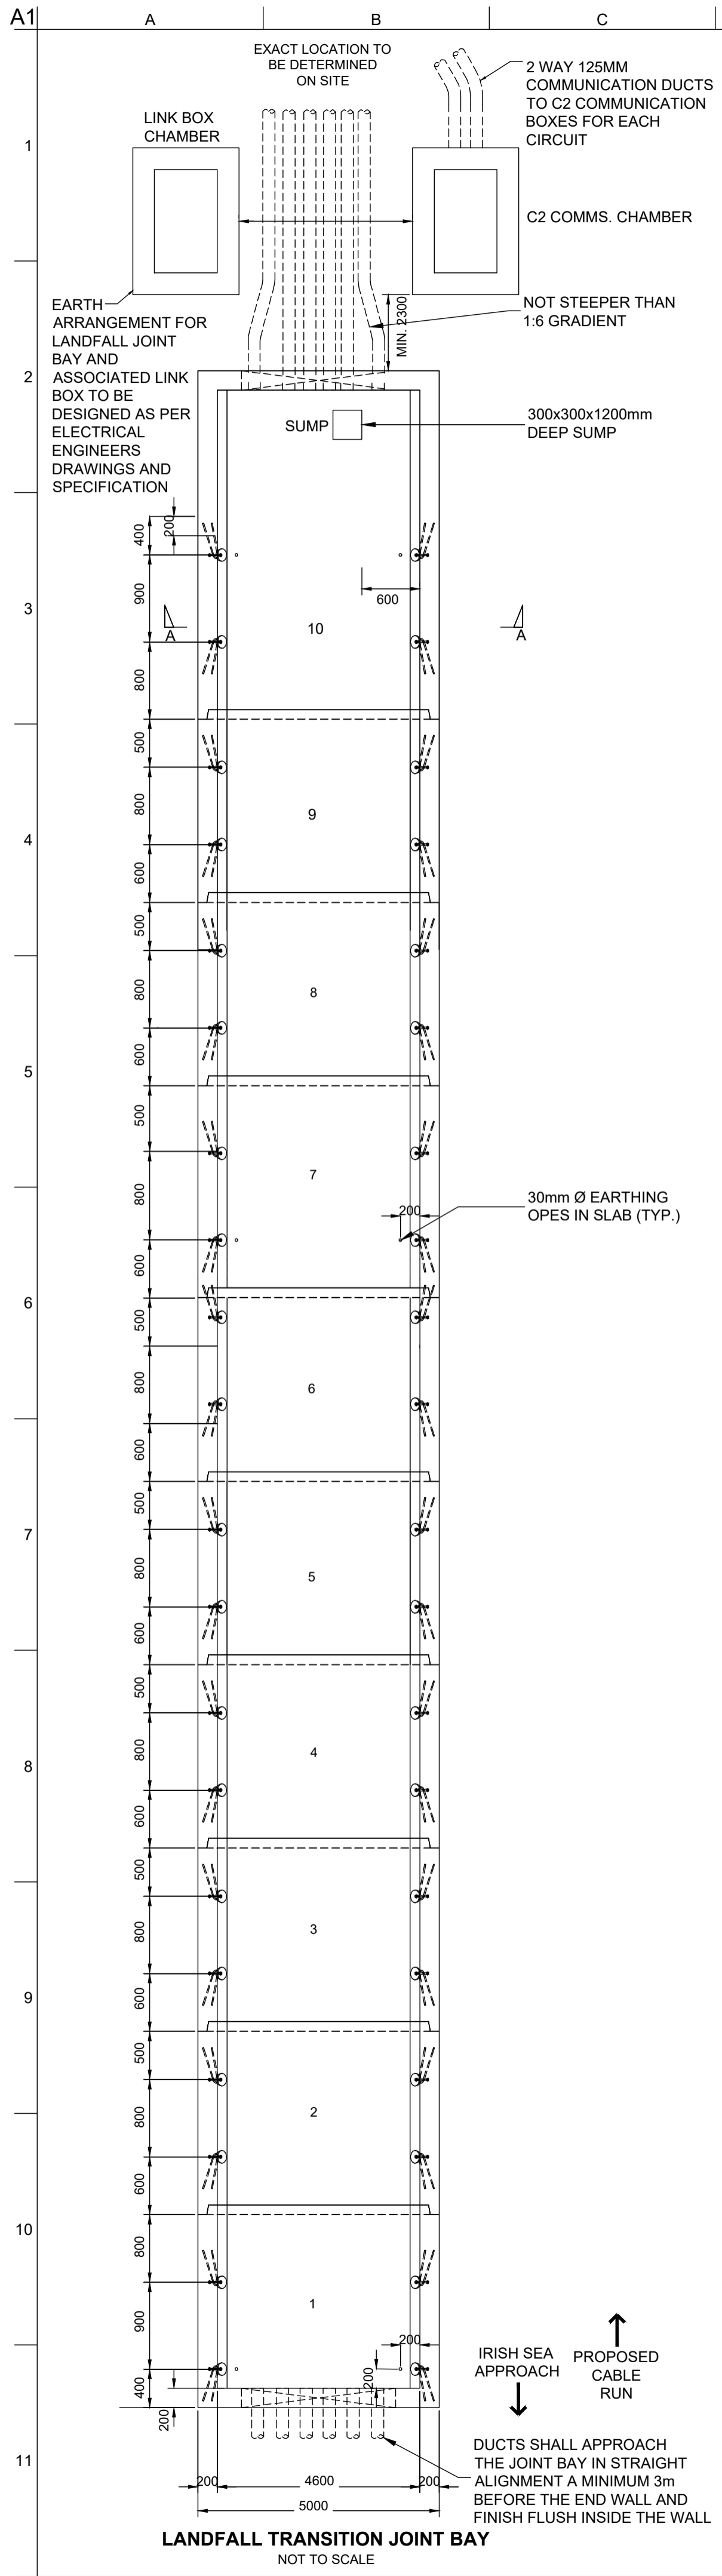 A1
A
B
C
EXACT LOCATION TO
BE DETERMINED
ON SITE
2 WAY 125MM
COMMUNICATION DUCTS
TO C2 COMMUNICATION
BOXES FOR EACH
CIRCUIT
LINK BOX
CHAMBER
1
C2 COMMS. CHAMBER
EARTH
ARRANGEMENT FOR
LANDFALL JOINT
BAY AND
ASSOCIATED LINK
BOX TO BE
DESIGNED AS PER
ELECTRICAL
ENGINEERS
DRAWINGS AND
SPECIFICATION
MIN. 2300
NOT STEEPER THAN
1:6 GRADIENT
2
SUMP
300x300x1200mm
DEEP SUMP
400
200
900
600
3
A
A
10
800
500
800
9
4
600
500
800
8
600
5
500
7
800
200
30mm Ø EARTHING
OPES IN SLAB (TYP.)
600
6
500
800
6
600
500
7
800
5
600
500
800
4
8
600
500
800
3
600
9
500
800
2
600
10
800
900
1
200
400
200
200
IRISH SEA
APPROACH
PROPOSED
CABLE
RUN
11
DUCTS SHALL APPROACH
THE JOINT BAY IN STRAIGHT
ALIGNMENT A MINIMUM 3m
BEFORE THE END WALL AND
FINISH FLUSH INSIDE THE WALL
200
4600
200
5000
LANDFALL TRANSITION JOINT BAY
NOT TO SCALE